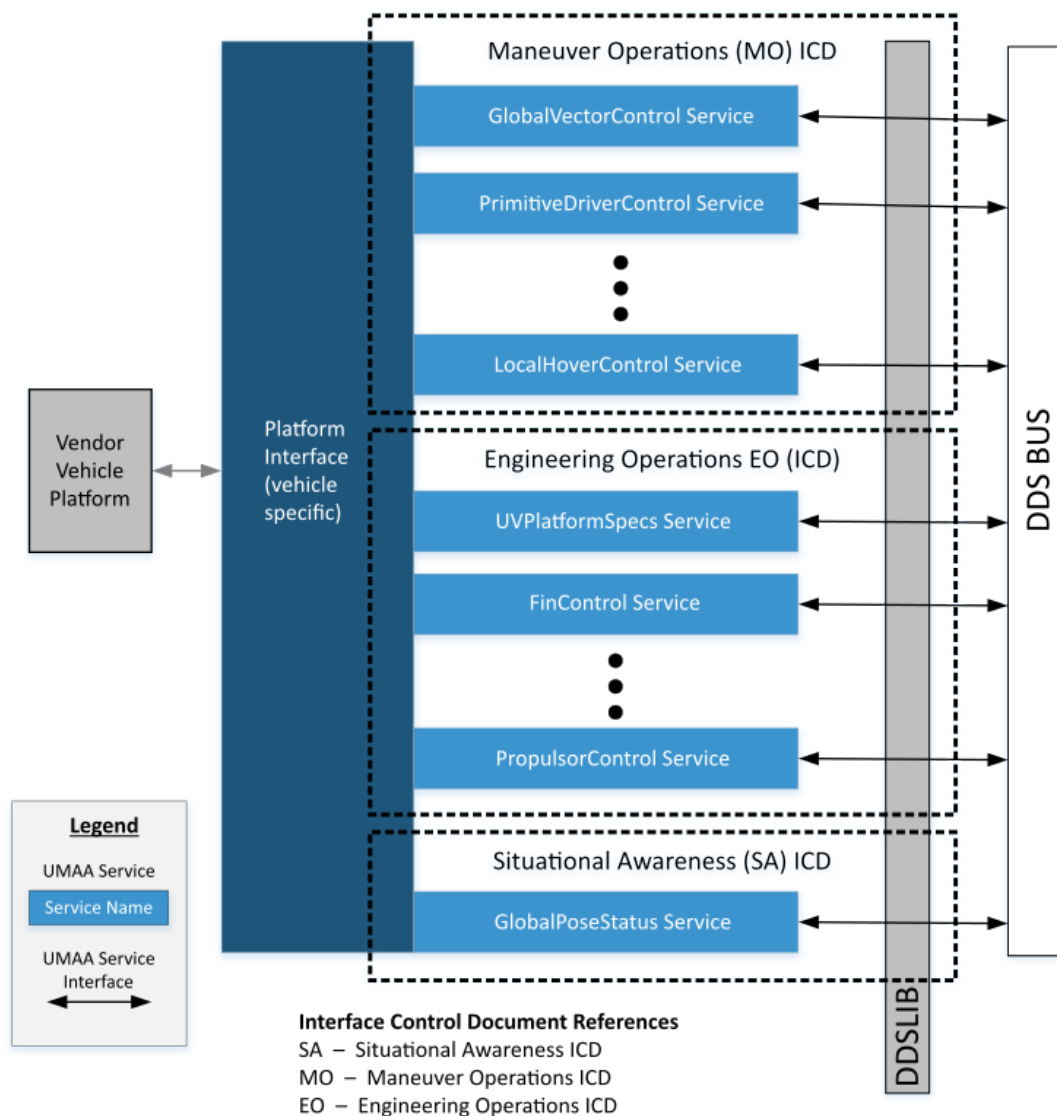 Maneuver Operations (MO) ICD
GlobalVectorControl Service
PrimitiveDriverControl Service
LocalHoverControl Service
Vendor
Vehicle
Platform
Platform
Interface
(vehicle
specific)
Engineering Operations EO (ICD)
UVPlatformSpecs Service
FinControl Service
PropulsorControl Service
Situational Awareness (SA) ICD
GlobalPoseStatus Service
DDSLIB
DDS BUS
Legend
UMAA Service
Service Name
UMAA Service
Interface
Interface Control Document References
SA – Situational Awareness ICD
MO – Maneuver Operations ICD
EO – Engineering Operations ICD